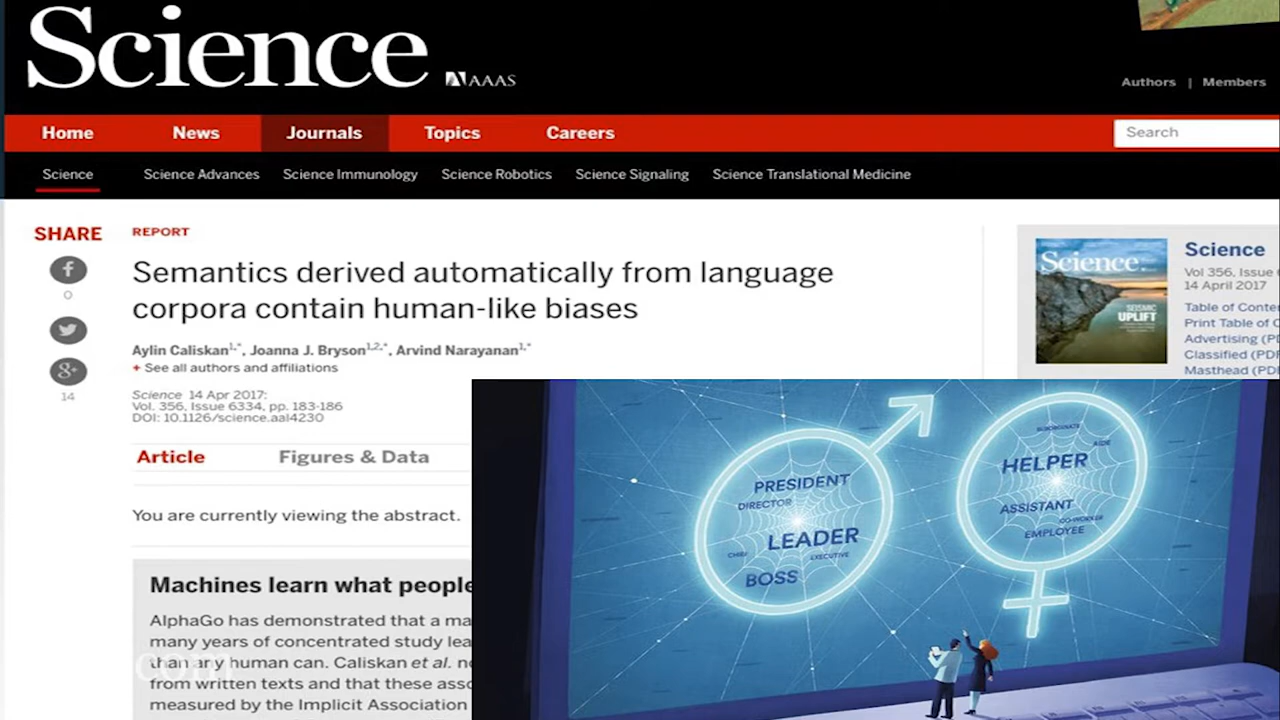 Science
AAAS
Authors | Members
Home News Journals Topics Careers
Search
Science Science Advances Science Immunology Science Robotics Science Signaling Science Translational Medicine
SHARE
0
14
REPORT
Semantics derived automatically from language
corpora contain human-like biases
Aylin Caliskan1,*, Joanna J. Bryson1,2,*, Arvind Narayanan1,*
+ See all authors and affiliations
Science 14 Apr 2017:
Vol. 356, Issue 6334, pp. 183-186
DOI: 10.1126/science.aal4230
Article Figures & Data
You are currently viewing the abstract.
Machines learn what people
AlphaGo has demonstrated that a ma
many years of concentrated study lea
than any human can. Caliskan et al. no
from written texts and that these asso
measured by the Implicit Association
com
Science
SEISMIC
UPLIFT
Science
Vol 356, Issue
14 April 2017
Table of Conte
Print Table of C
Advertising (PD
Classified (PDF
Masthead (PDF
PRESIDENT
DIRECTOR
LEADER
CHIEF
EXECUTIVE
BOSS
SUBORDINATE
AIDE
HELPER
ASSISTANT
CO-WORKER
EMPLOYEE